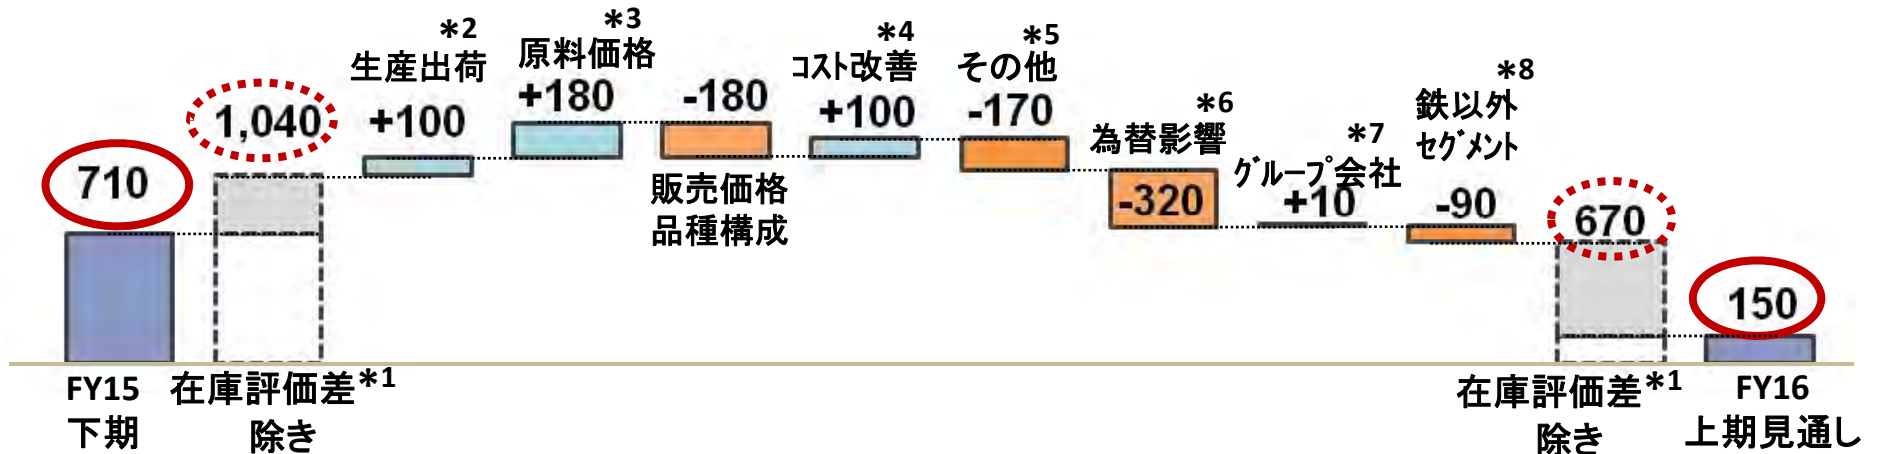 710
FY15
下期
1,040
在庫評価差*1
除き
*2
生産出荷
+100
*3
原料価格
+180
-180
販売価格
品種構成
*4
ｺｽﾄ改善
+100
*5
その他
-170
*6
為替影響
-320
*7
ｸﾞﾙｰﾌﾟ会社
+10
*8
鉄以外
ｾｸﾞﾒﾝﾄ
-90
670
在庫評価差*1
除き
150
FY16
上期見通し